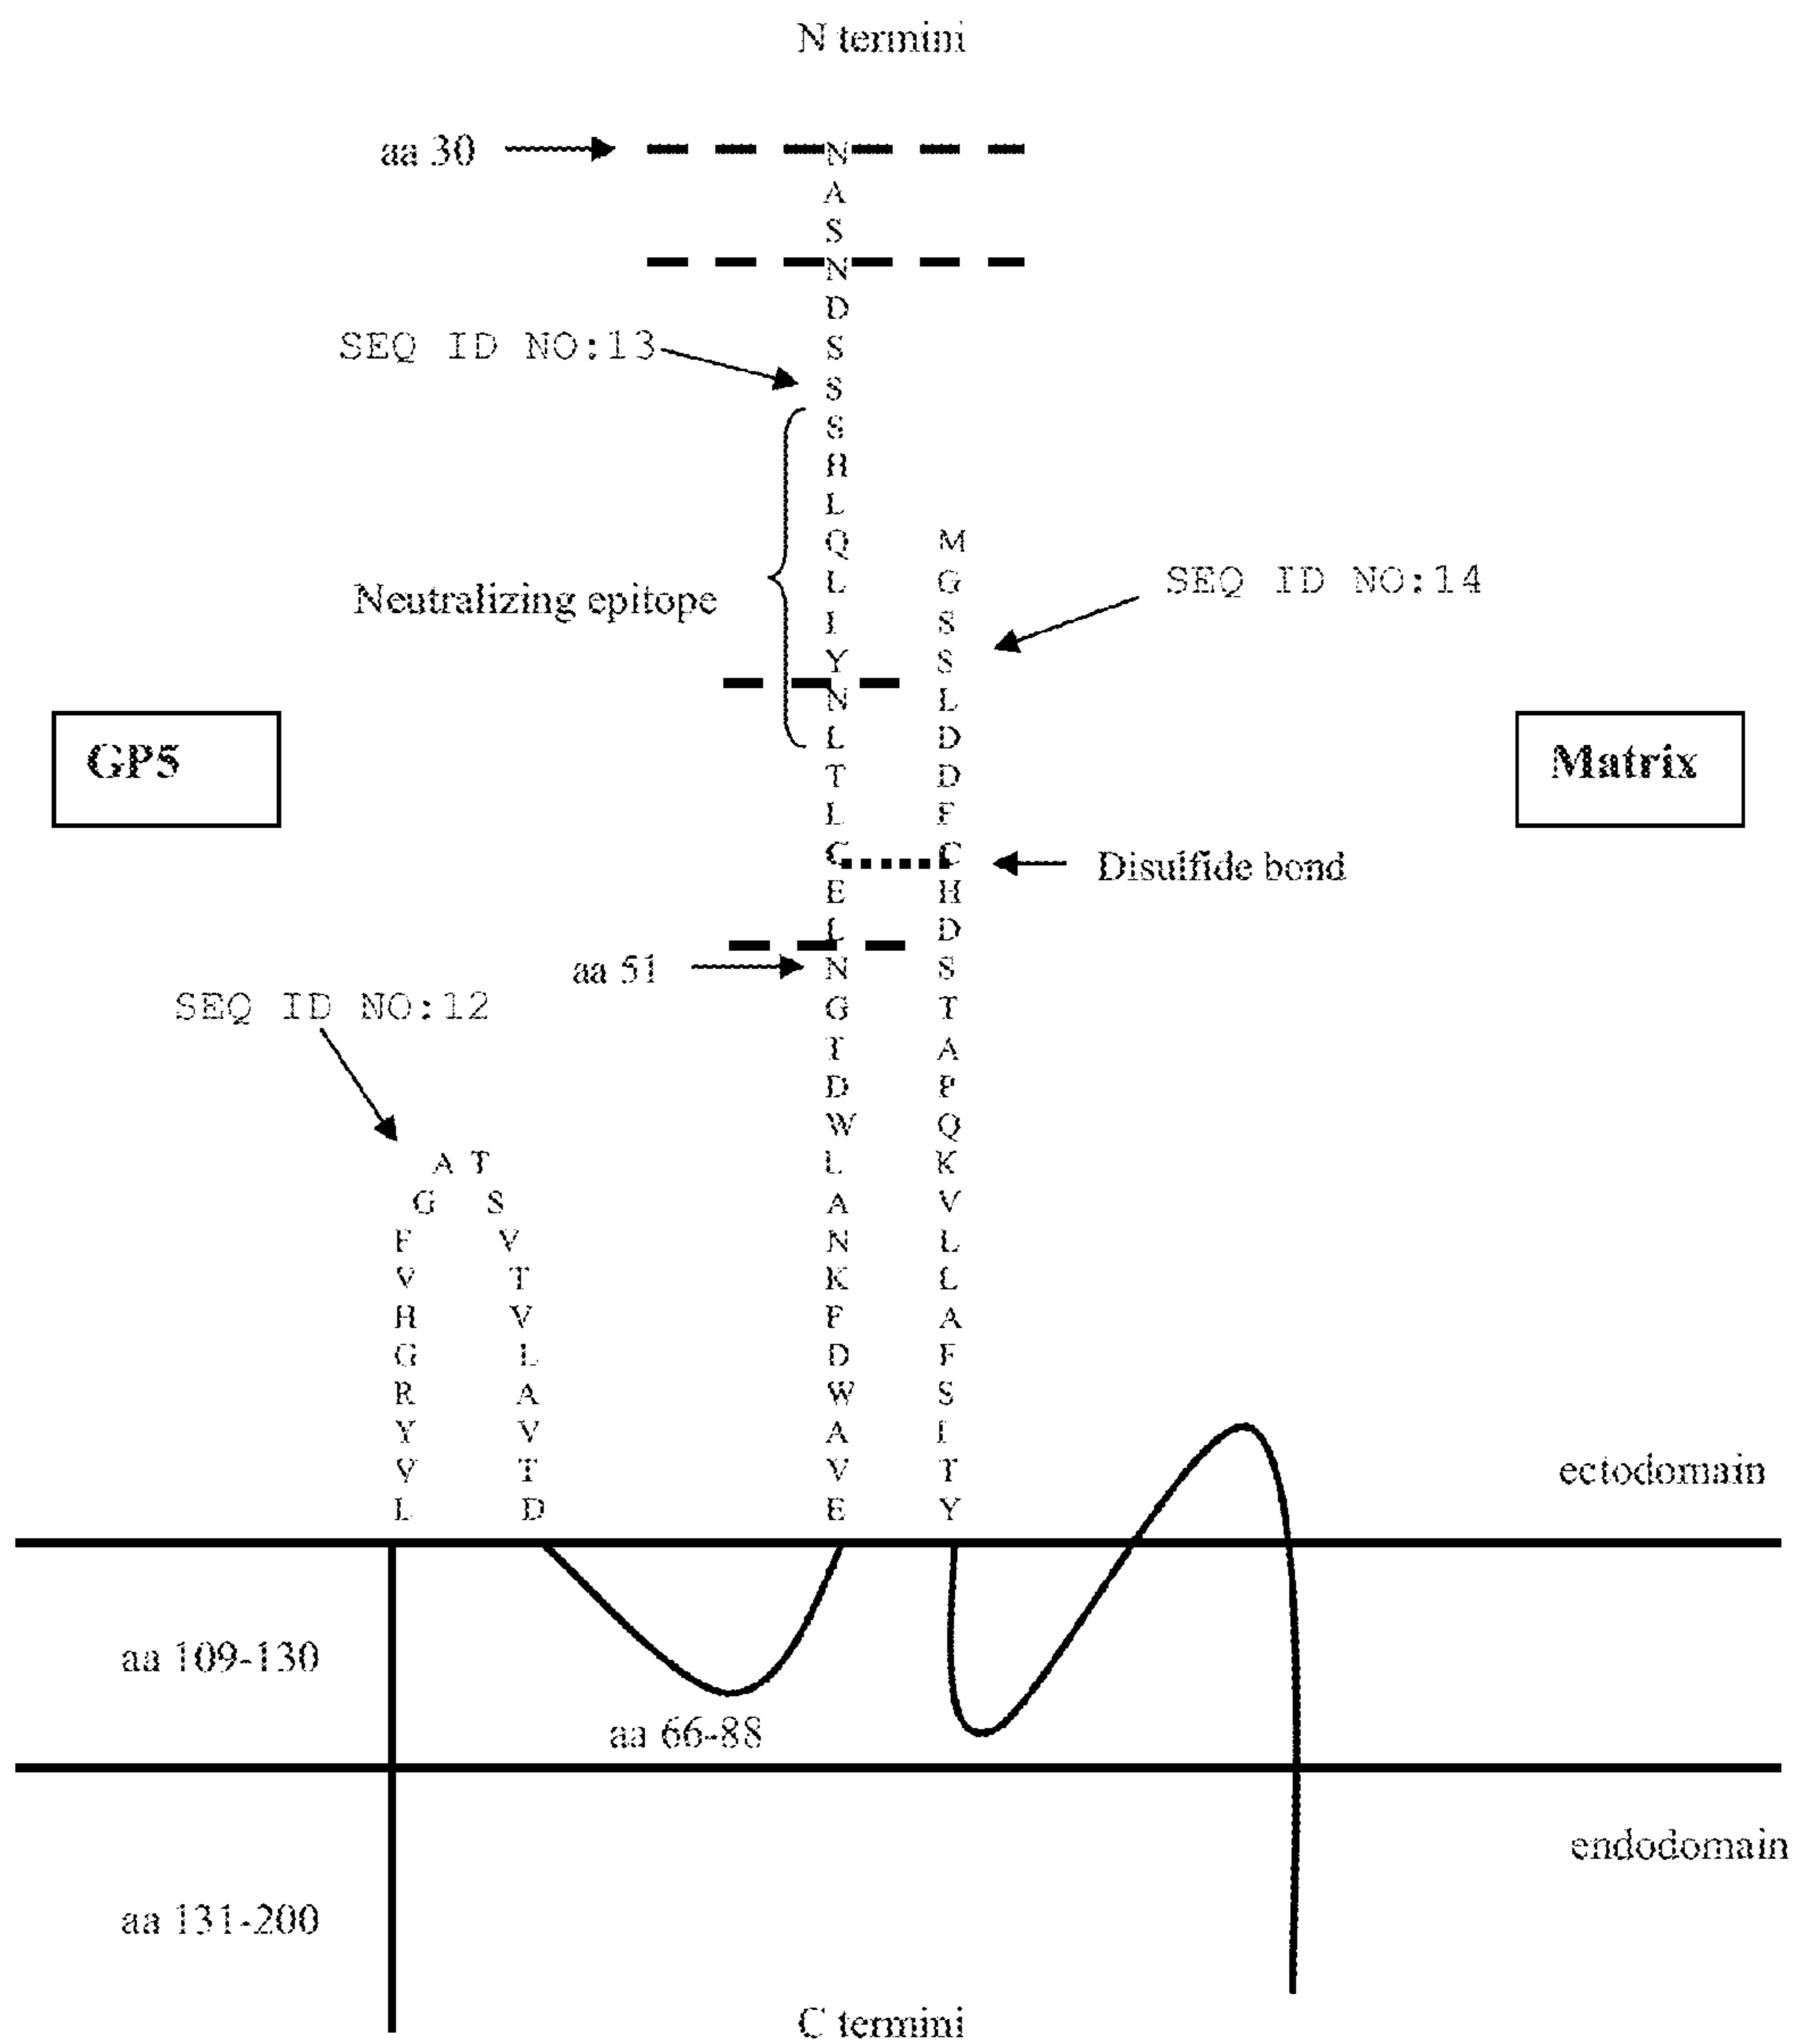 N termini
aa 30 N
A
S
N
D
SEQ ID NO:13 S
S
S
H
L
Q M
L G SEQ ID NO:14
Neutralizing epitope
I S
Y S
N L
L D
GP5 Matrix
T D
L F
C C Disulfide bond
E H
L D
aa 51 N S
SEQ ID NO:12 G T
T A
D P
W Q
A T L K
G S A V
F V N L
V T K L
H V F A
G L D F
R A W S
Y V A I
V T V T ectodomain
L D E Y
aa 109-130
aa 66-88
endodomain
aa 131-200
C termini